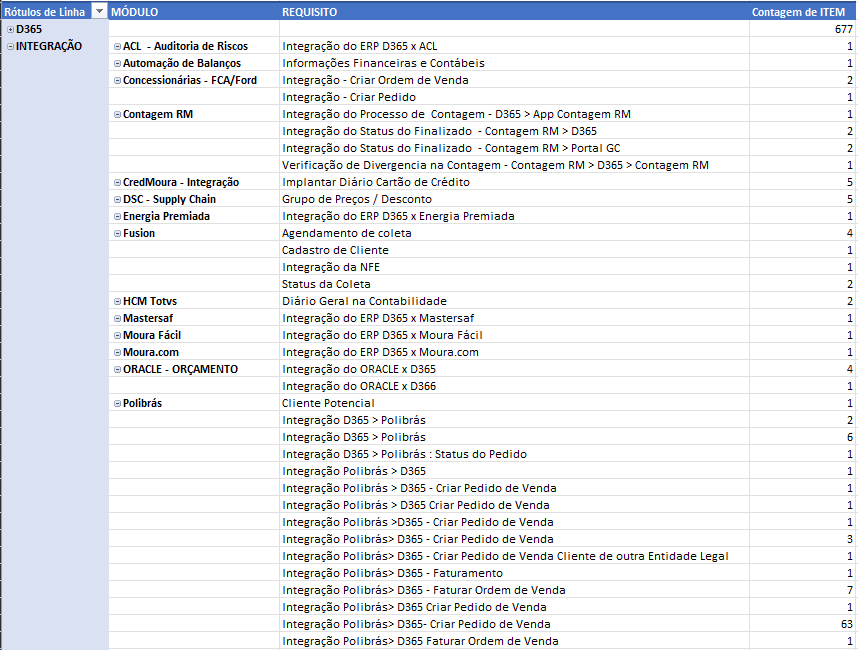 Rótulos de Linha MÓDULO REQUISITO Contagem de ITEM
D365 677
INTEGRAÇÃO ACL - Auditoria de Riscos Integração do ERP D365 x ACL 1
Automação de Balanços Informações Financeiras e Contábeis 1
Concessionárias - FCA/Ford Integração - Criar Ordem de Venda 2
Integração - Criar Pedido 1
Contagem RM Integração do Processo de Contagem - D365 > App Contagem RM 1
Integração do Status do Finalizado - Contagem RM > D365 2
Integração do Status do Finalizado - Contagem RM > Portal GC 2
Verificação de Divergencia na Contagem - Contagem RM > D365 > Contagem RM 1
CredMoura - Integração Implantar Diário Cartão de Crédito 5
DSC - Supply Chain Grupo de Preços / Desconto 5
Energia Premiada Integração do ERP D365 x Energia Premiada 1
Fusion Agendamento de coleta 4
Cadastro de Cliente 1
Integração da NFE 1
Status da Coleta 2
HCM Totvs Diário Geral na Contabilidade 2
Mastersaf Integração do ERP D365 x Mastersaf 1
Moura Fácil Integração do ERP D365 x Moura Fácil 1
Moura.com Integração do ERP D365 x Moura.com 1
ORACLE - ORÇAMENTO Integração do ORACLE x D365 4
Integração do ORACLE x D366 1
Polibrás Cliente Potencial 1
Integração D365 > Polibrás 2
Integração D365 > Polibrás 6
Integração D365 > Polibrás : Status do Pedido 1
Integração Polibrás > D365 1
Integração Polibrás > D365 - Criar Pedido de Venda 1
Integração Polibrás > D365 Criar Pedido de Venda 1
Integração Polibrás >D365 - Criar Pedido de Venda 1
Integração Polibrás> D365 - Criar Pedido de Venda 3
Integração Polibrás> D365 - Criar Pedido de Venda Cliente de outra Entidade Legal 1
Integração Polibrás> D365 - Faturamento 1
Integração Polibrás> D365 - Faturar Ordem de Venda 7
Integração Polibrás> D365 Criar Pedido de Venda 1
Integração Polibrás> D365- Criar Pedido de Venda 63
Integração Polibrás> D365 Faturar Ordem de Venda 1